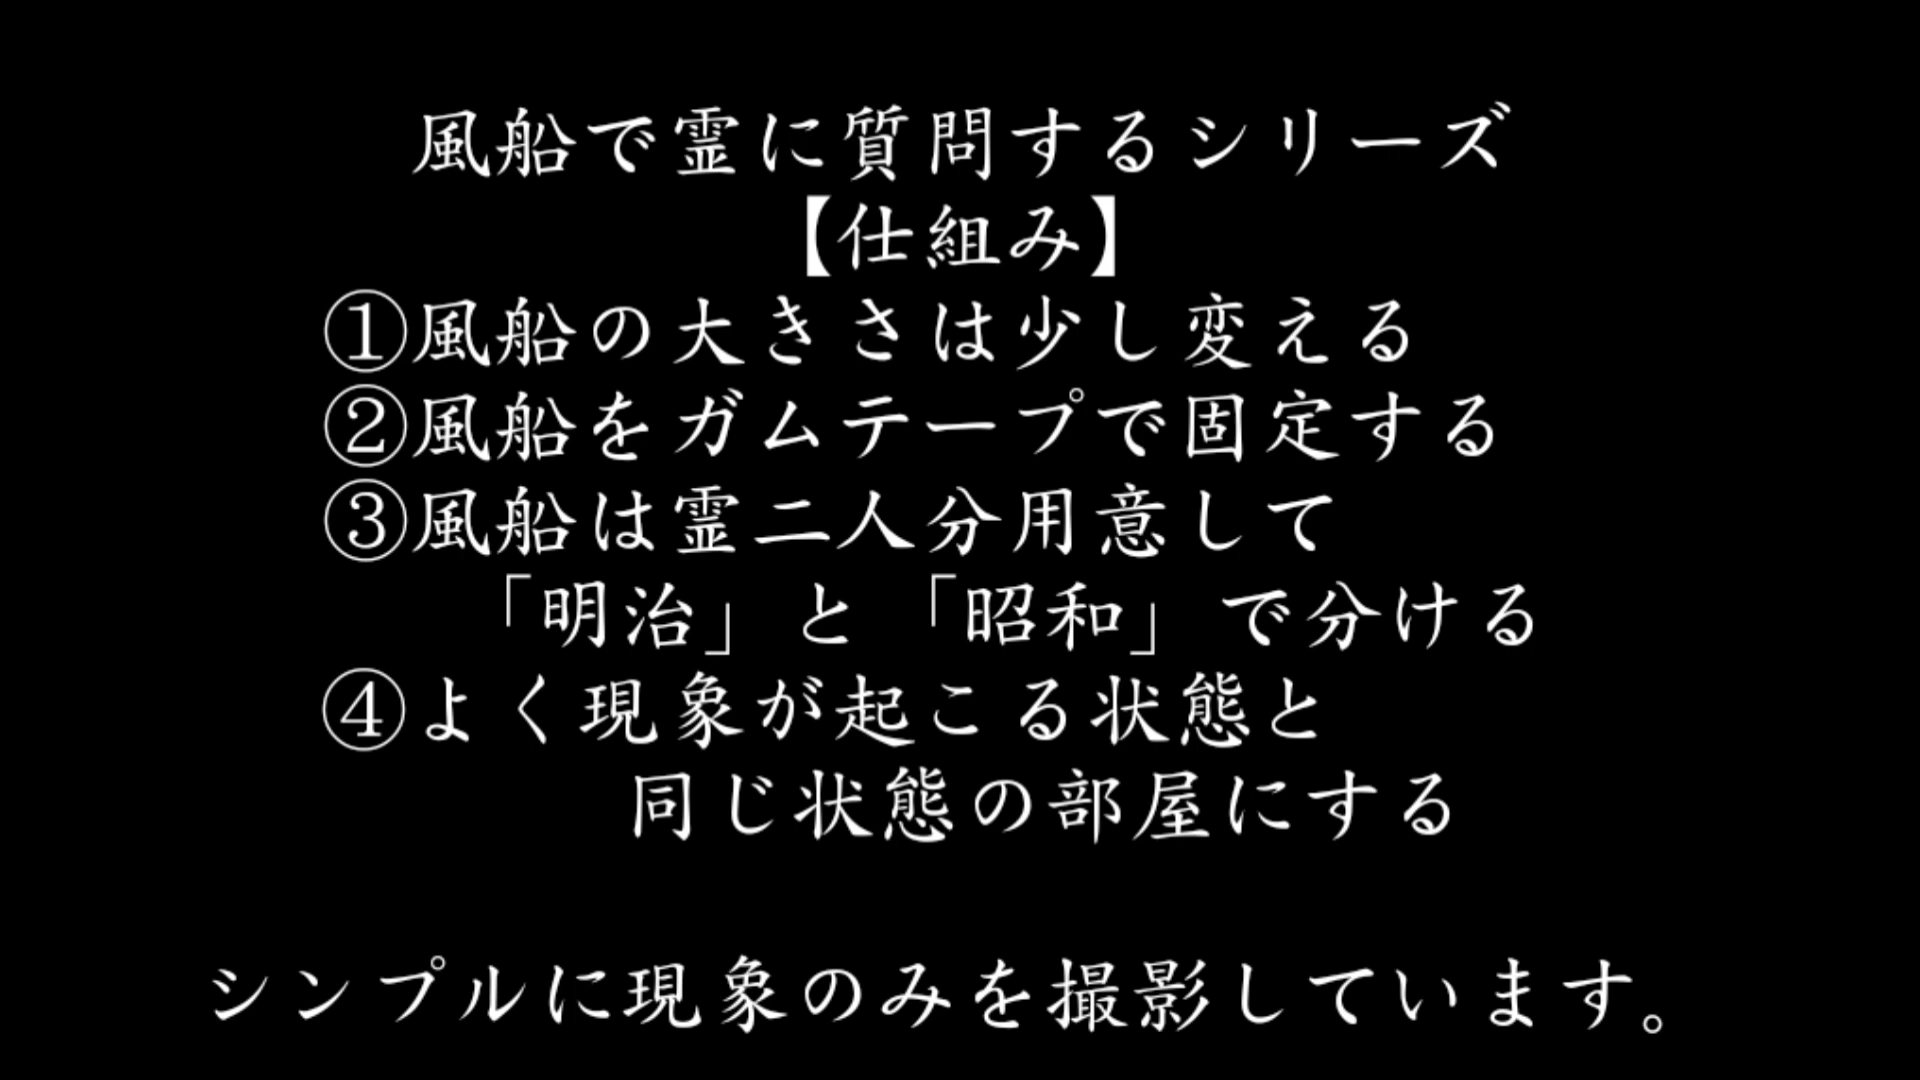 風船で霊に質問するシリーズ
【仕組み】
①風船の大きさは少し変える
②風船をガムテープで固定する
③風船は霊二人分用意して
「明治」と「昭和」で分ける
④よく現象が起こる状態と
同じ状態の部屋にする
シンプルに現象のみを撮影しています。